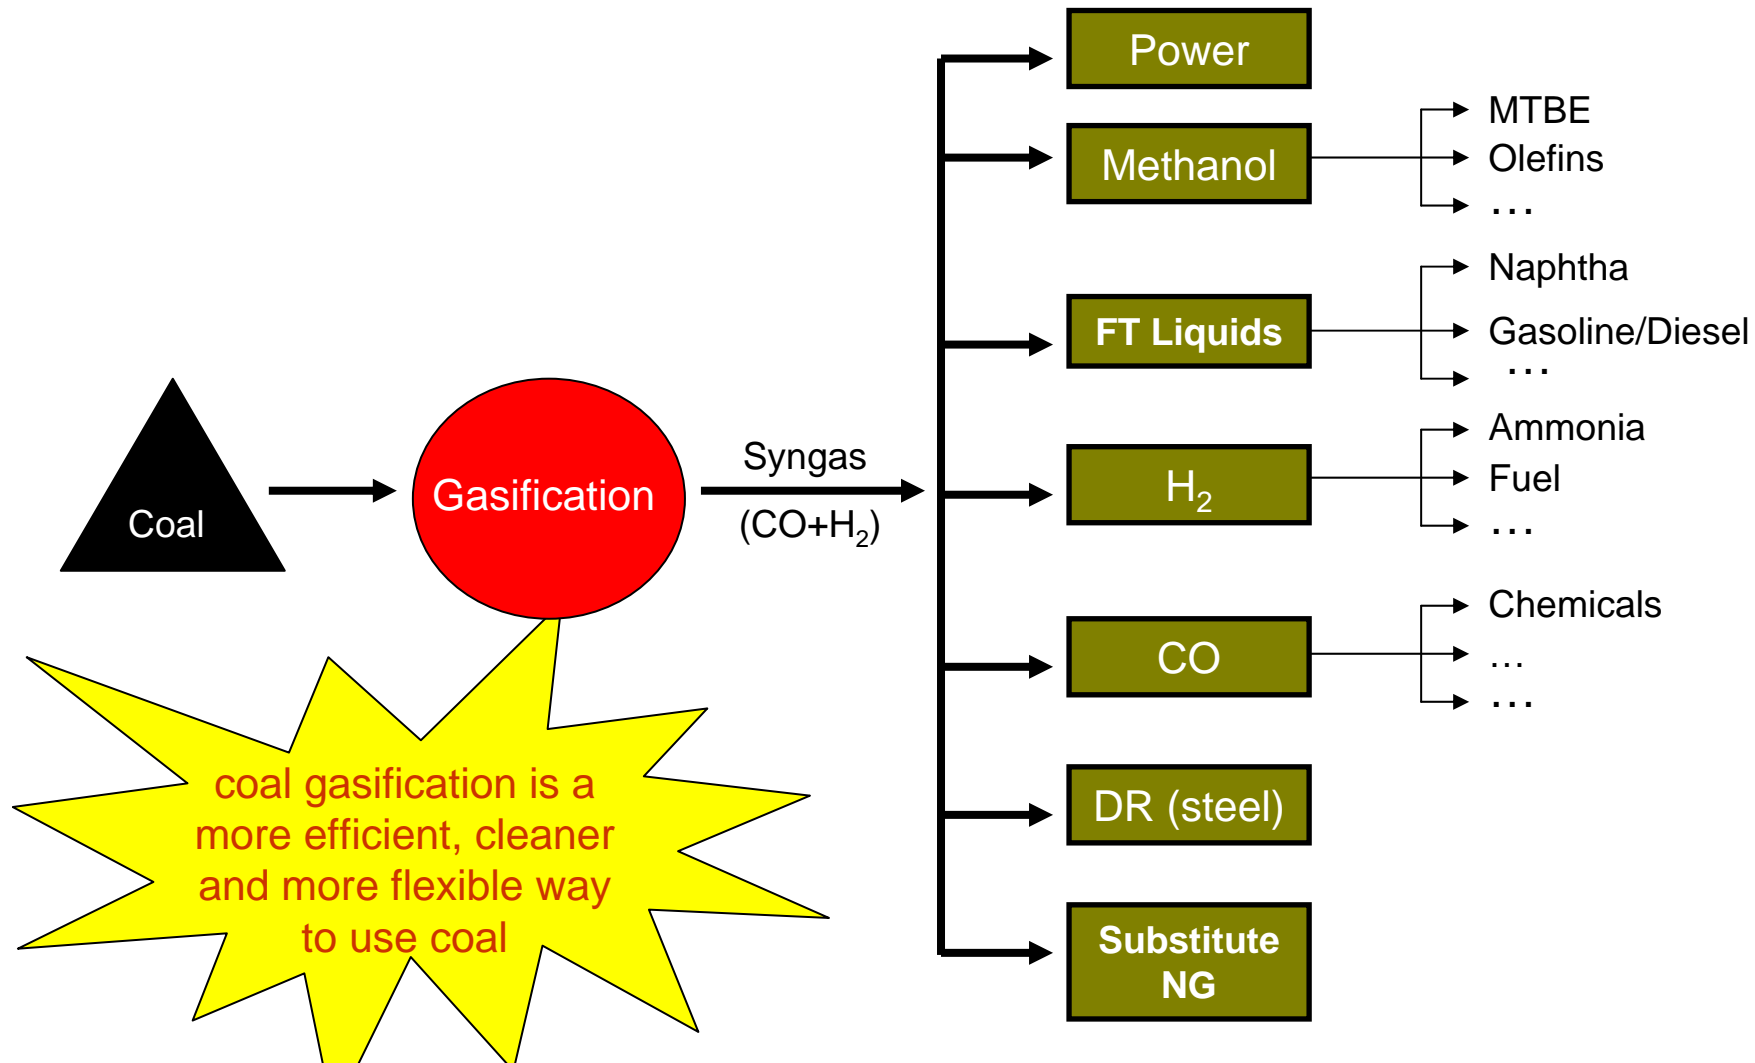 Power
Methanol
MTBE
Olefins
…
FT Liquids
Naphtha
Gasoline/Diesel
…
Coal
Gasification
Syngas
(CO+H₂)
H₂
Ammonia
Fuel
…
CO
Chemicals
…
…
DR (steel)
Substitute
NG
coal gasification is a
more efficient, cleaner
and more flexible way
to use coal